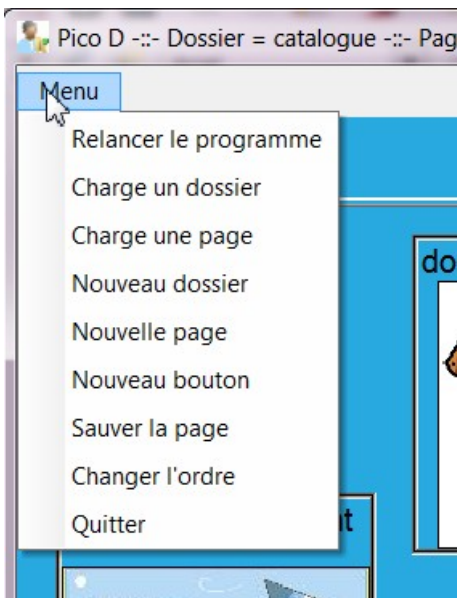 Pico D -::- Dossier = catalogue -::- Pag
Menu
Relancer le programme
Charge un dossier
Charge une page
Nouveau dossier
Nouvelle page
Nouveau bouton
Sauver la page
Changer l'ordre
Quitter
do
t